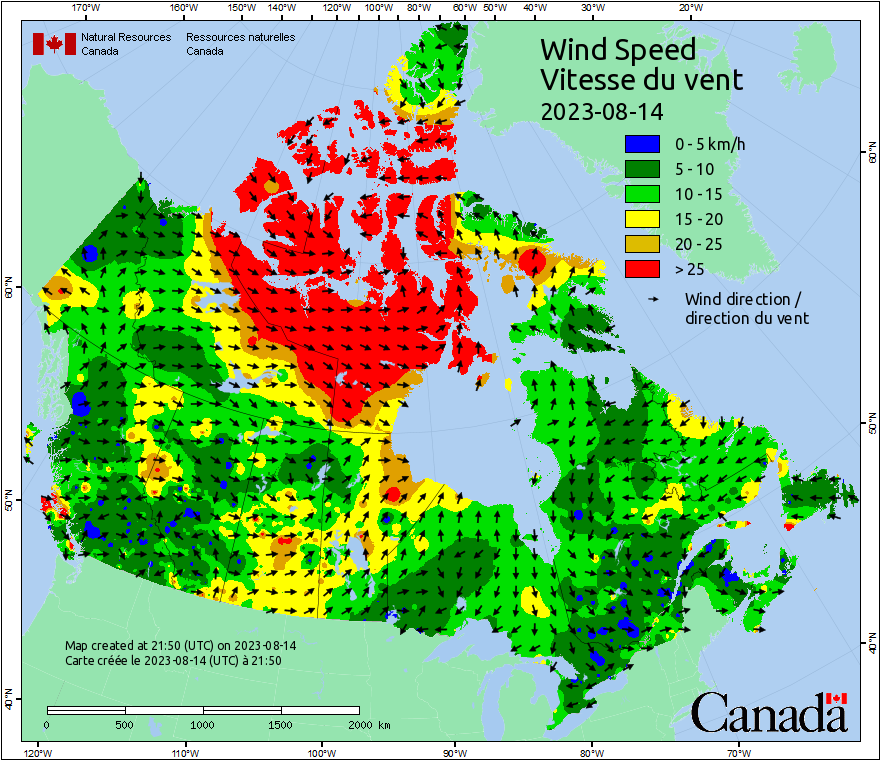 170°W 160°W 150°W 140°W 130°W 120°W 110°W 100°W 90°W 80°W 70°W 60°W 50°W 40°W 30°W 20°W
Natural Resources Canada
Ressources naturelles Canada
Wind Speed
Vitesse du vent
2023-08-14
0 - 5 km/h
5 - 10
10 - 15
15 - 20
20 - 25
> 25
Wind direction /
direction du vent
60°N
60°N
50°N
50°N
40°N
40°N
Map created at 21:50 (UTC) on 2023-08-14
Carte créée le 2023-08-14 (UTC) à 21:50
0 500 1000 1500 2000 km
Canada
120°W 110°W 100°W 90°W 80°W 70°W